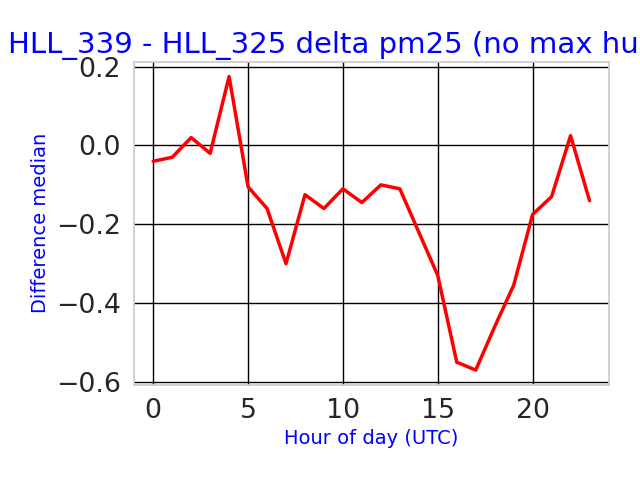 HLL_339 - HLL_325 delta pm25 (no max hu
0.2
0.0
−0.2
−0.4
−0.6
Difference median
0 5 10 15 20
Hour of day (UTC)